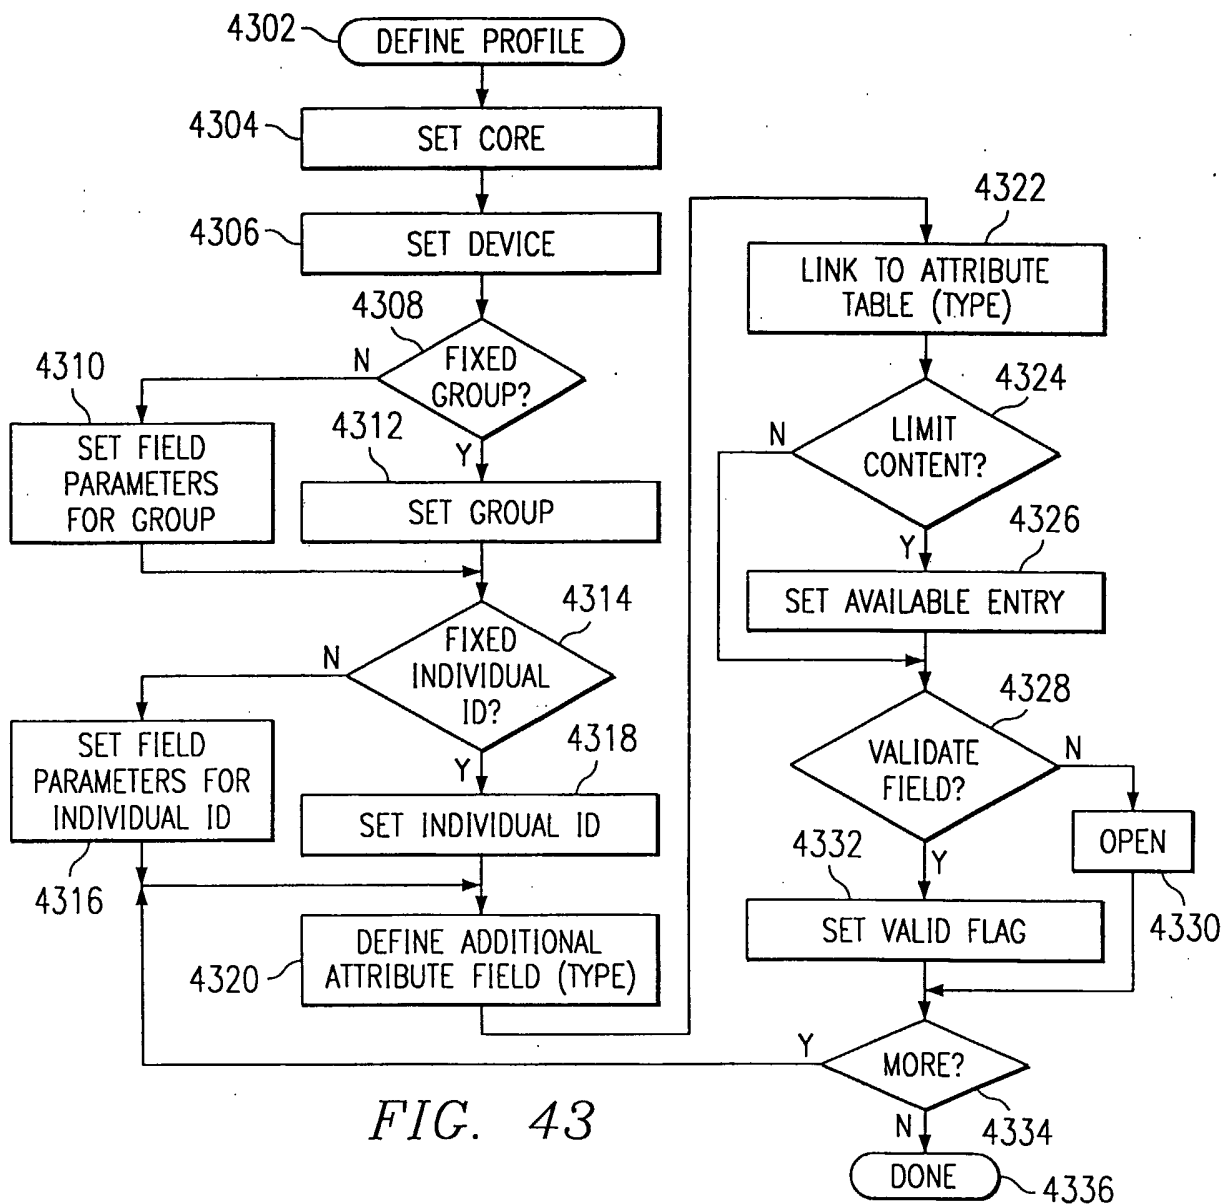 4302
DEFINE PROFILE
4304
SET CORE
4306
SET DEVICE
4308
FIXED
GROUP?
N
Y
4310
SET FIELD
PARAMETERS
FOR GROUP
4312
SET GROUP
4314
FIXED
INDIVIDUAL
ID?
N
Y
SET FIELD
PARAMETERS FOR
INDIVIDUAL ID
4316
4318
SET INDIVIDUAL ID
4320
DEFINE ADDITIONAL
ATTRIBUTE FIELD (TYPE)
4322
LINK TO ATTRIBUTE
TABLE (TYPE)
4324
LIMIT
CONTENT?
N
Y
4326
SET AVAILABLE ENTRY
4328
VALIDATE
FIELD?
N
Y
OPEN
4330
4332
SET VALID FLAG
MORE?
Y
N
4334
DONE
4336
FIG. 43